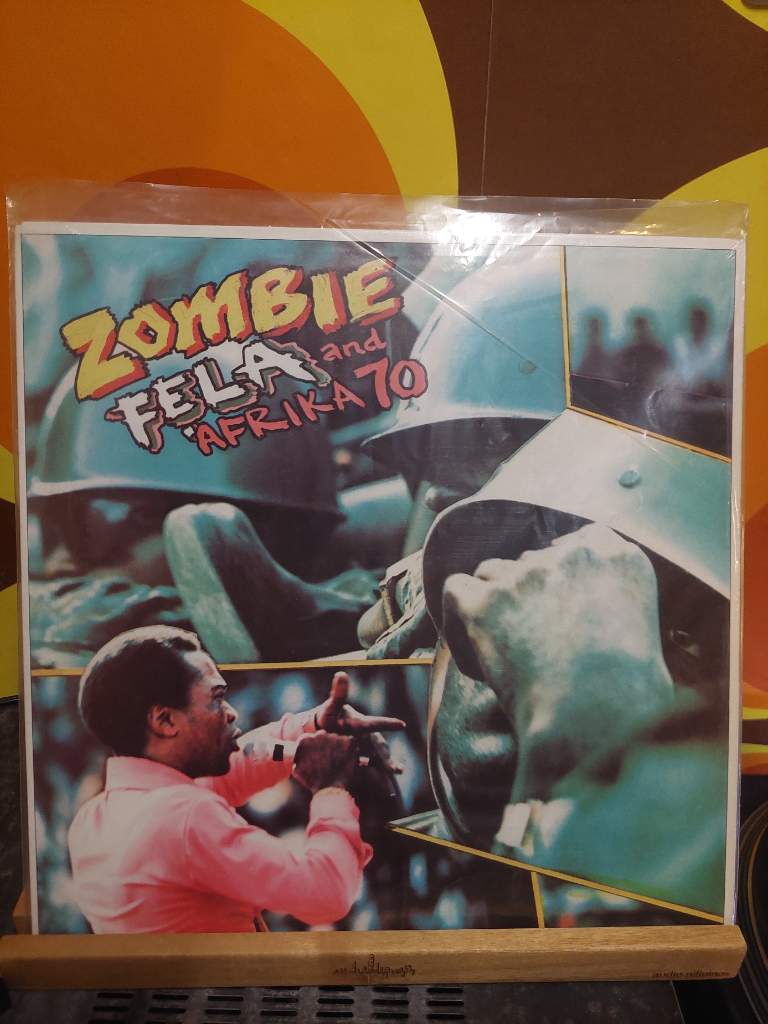 ZOMBIE
FELA and
AFRIKA 70